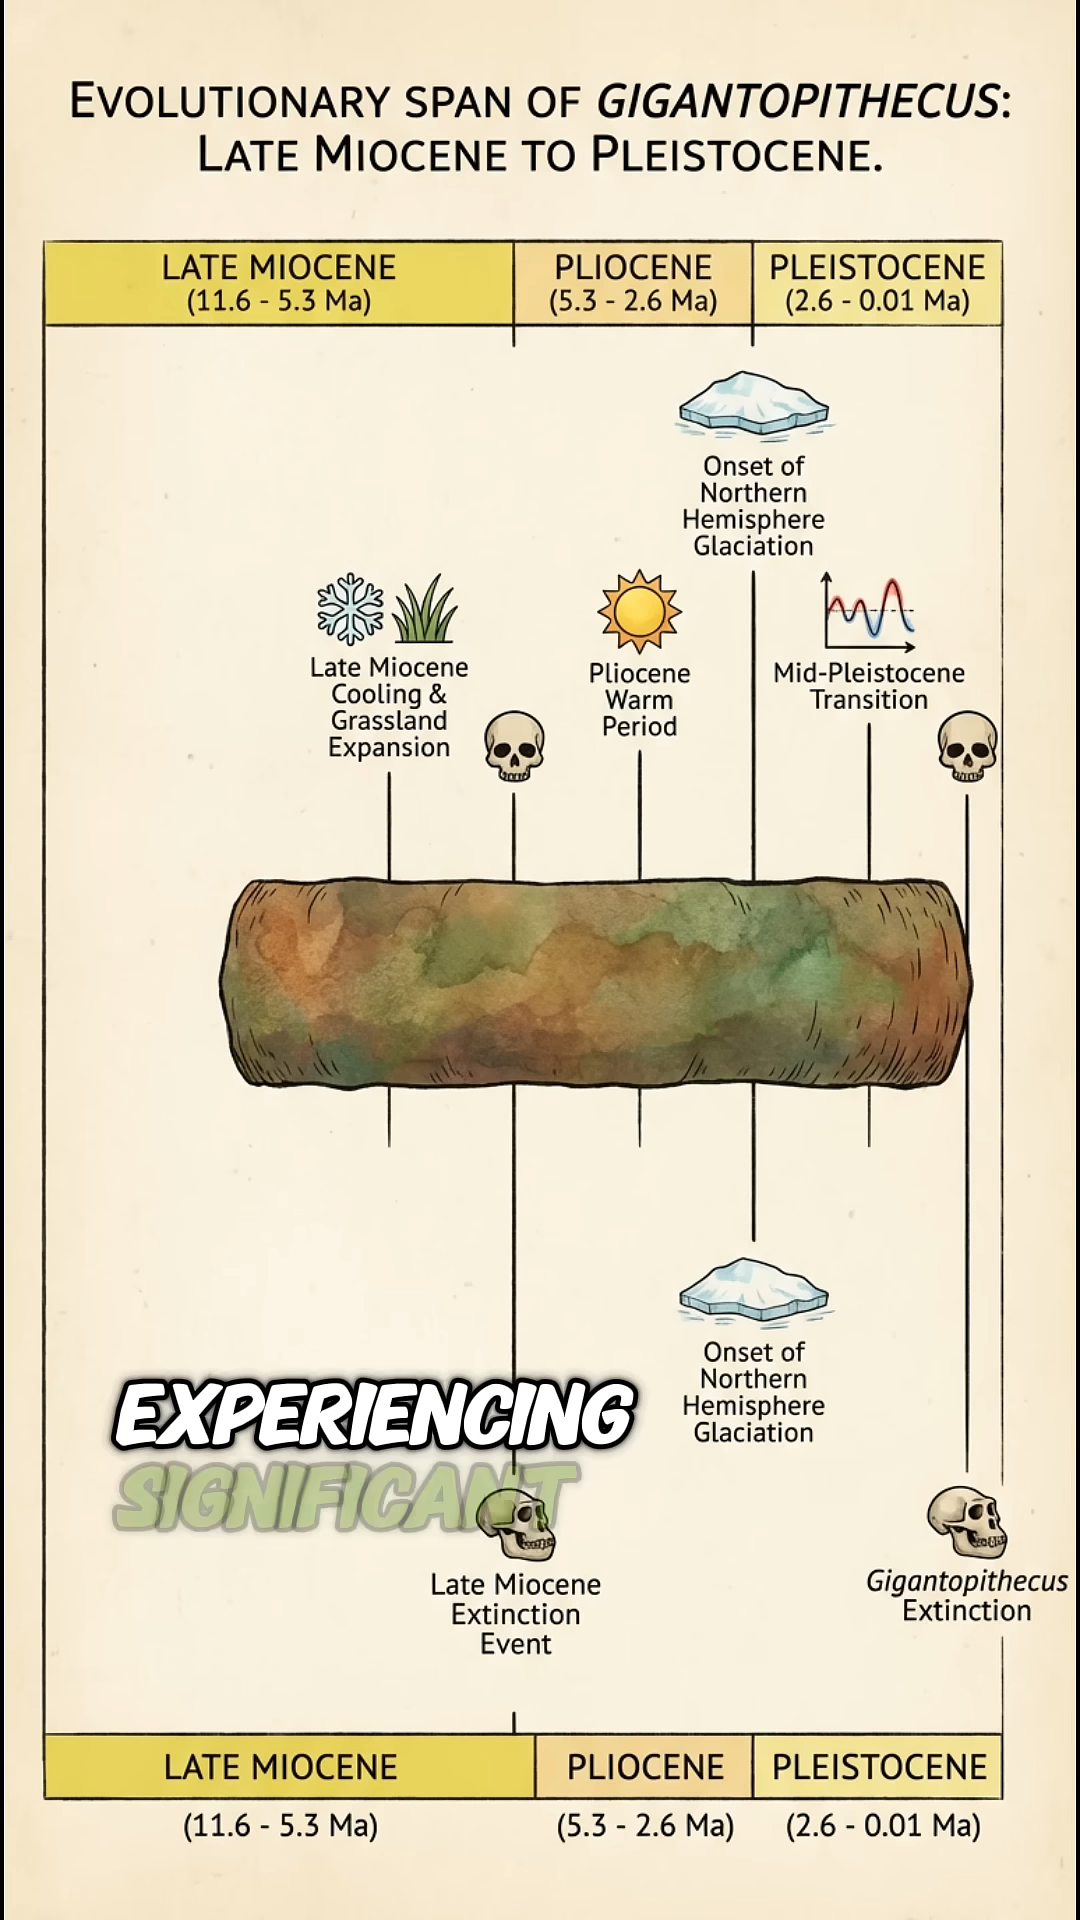 EVOLUTIONARY SPAN OF GIGANTOPITHECUS:
LATE MIOCENE TO PLEISTOCENE.
LATE MIOCENE
(11.6 - 5.3 Ma)
PLIOCENE
(5.3 - 2.6 Ma)
PLEISTOCENE
(2.6 - 0.01 Ma)
Onset of
Northern
Hemisphere
Glaciation
Late Miocene
Cooling &
Grassland
Expansion
Pliocene
Warm
Period
Mid-Pleistocene
Transition
Onset of
Northern
Hemisphere
Glaciation
EXPERIENCING
SIGNIFICANT
Late Miocene
Extinction
Event
Gigantopithecus
Extinction
LATE MIOCENE
PLIOCENE
PLEISTOCENE
(11.6 - 5.3 Ma)
(5.3 - 2.6 Ma)
(2.6 - 0.01 Ma)